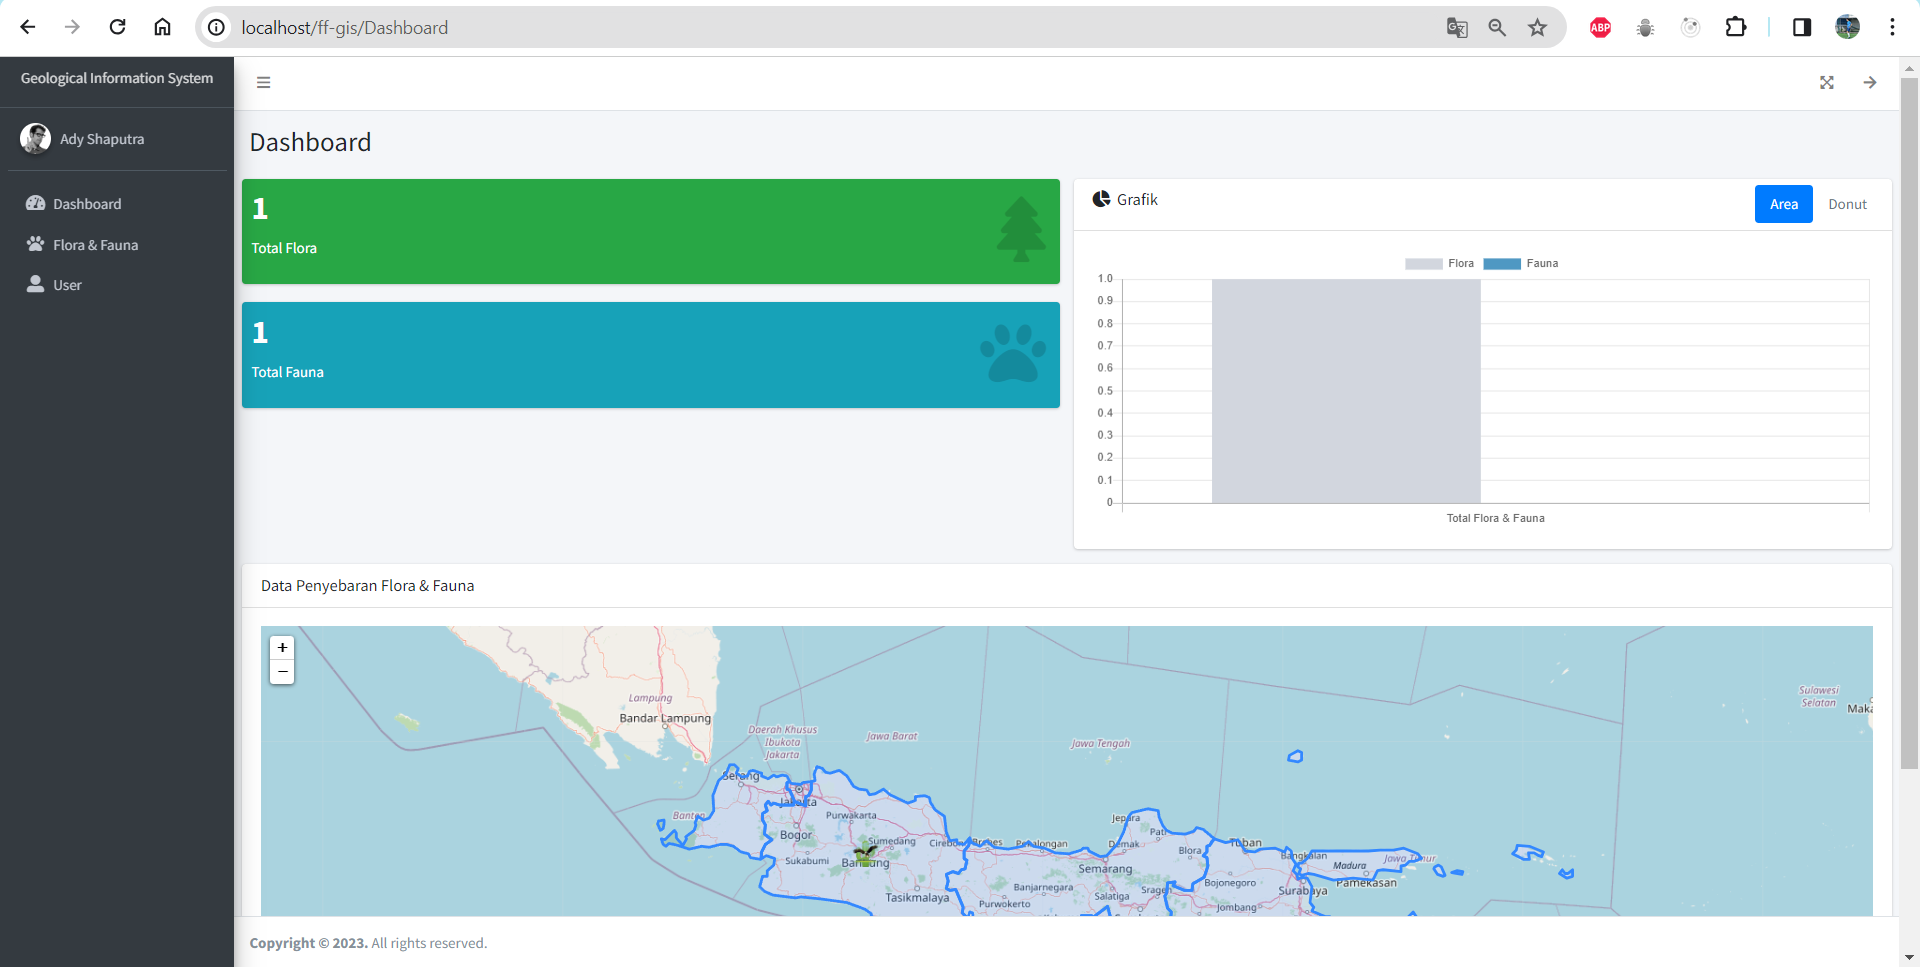 localhost/ff-gis/Dashboard
ABP
Geological Information System
Ady Shaputra
Dashboard
Flora & Fauna
User
Dashboard
1
Total Flora
1
Total Fauna
Grafik
Area
Donut
Flora
Fauna
1.0
0.9
0.8
0.7
0.6
0.5
0.4
0.3
0.2
0.1
0
Total Flora & Fauna
Data Penyebaran Flora & Fauna
+
−
Lampung
Bandar Lampung
Daerah Khusus
Ibukota
Jakarta
Jawa Barat
Jawa Tengah
Sulawesi
Selatan
Maka
Serang
Jakarta
Banten
Purwakarta
Bogor
Sumedang
Sukabumi
Bandung
Tasikmalaya
Cirebon
Brebes
Pekalongan
Jepara
Pati
Demak
Semarang
Blora
Tuban
Bangkalan
Madura
Jawa Timur
Pamekasan
Banjarnegara
Salatiga
Sragen
Bojonegoro
Surabaya
Purwokerto
Jombang
Copyright © 2023. All rights reserved.